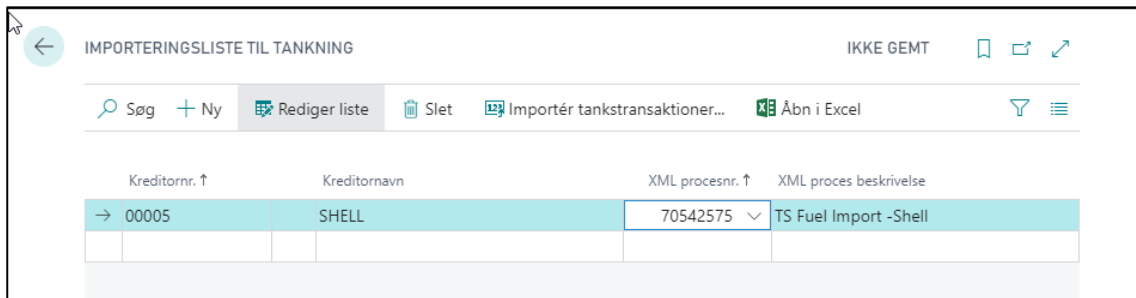 IMPORTERINGSLISTE TIL TANKNING IKKE GEMT
Søg Ny Rediger liste Slet Importér tankstransaktioner... Åbn i Excel
Kreditornr. ↑ Kreditornavn XML procesnr. ↑ XML proces beskrivelse
00005 SHELL 70542575 TS Fuel Import -Shell